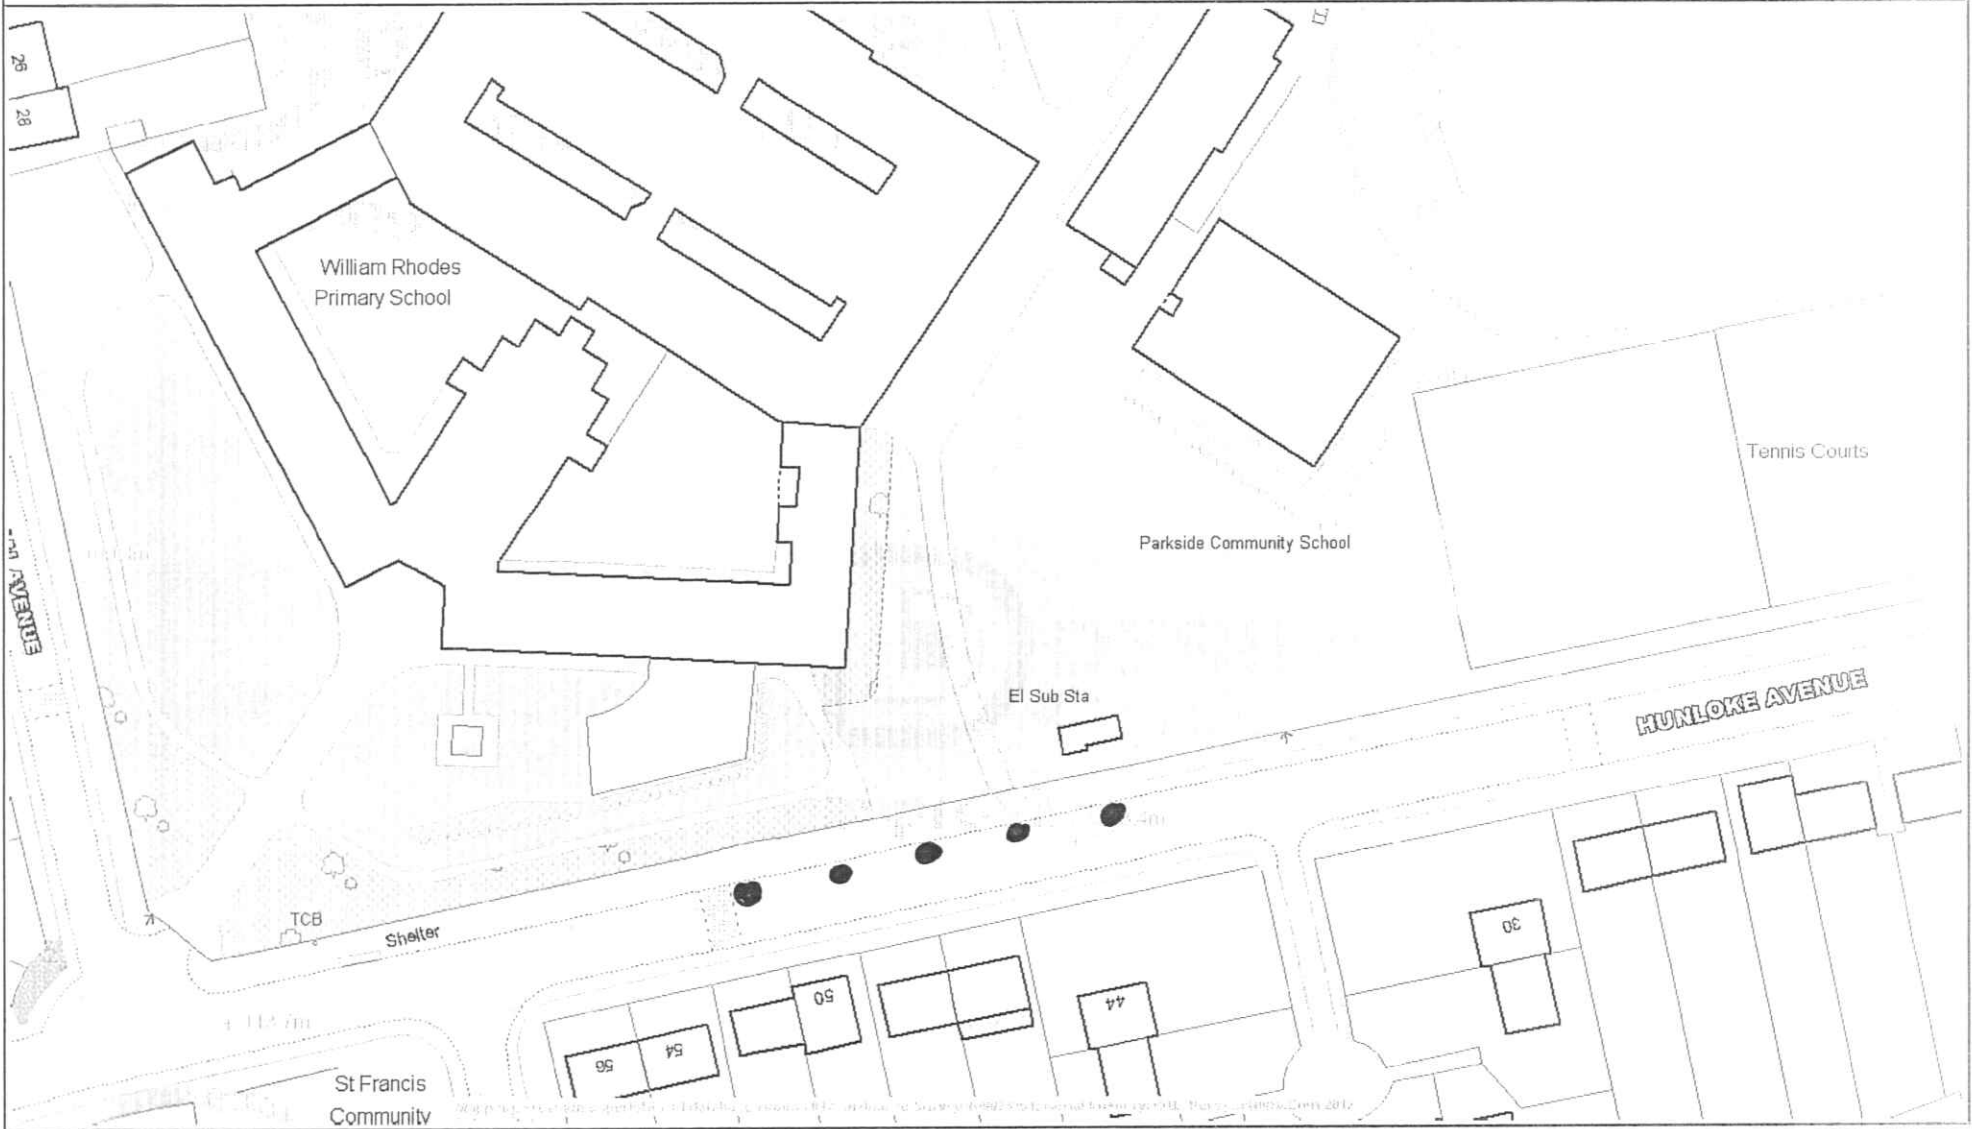 26
28
William Rhodes
Primary School
Tennis Courts
Parkside Community School
AVENUE
El Sub Sta
HUNLOKE AVENUE
TCB
Shelter
30
50
44
54
56
St Francis
Community